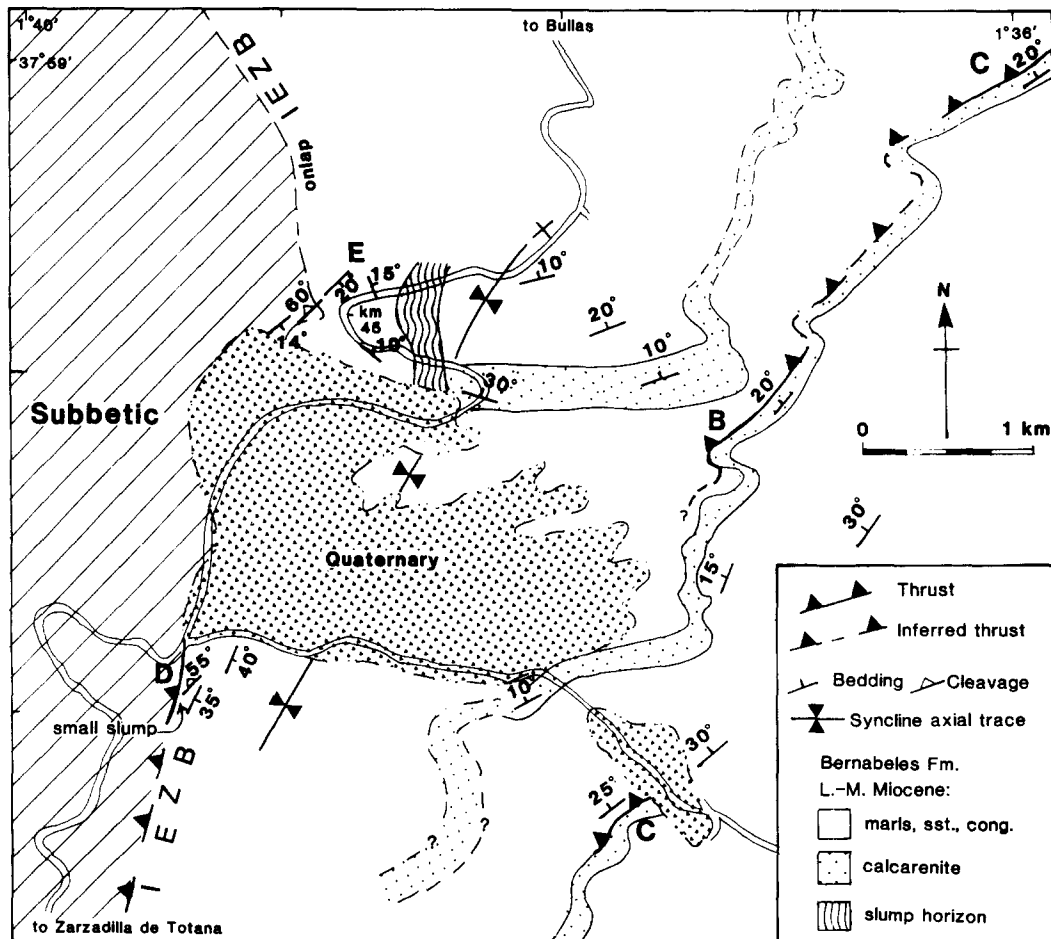 1°40'
to Bullas
1°36'
37°59'
IEZB
C
20°
onlap
E
15°
60°
20
km
45
10°
14°
10°
20°
10°
30°
N
Subbetic
20°
B
0 1 km
30°
Quaternary
15°
D
55°
40°
35°
10°
small slump
30°
25°
C
IEZB
to Zarzadilla de Totana
Thrust
Inferred thrust
Bedding Cleavage
Syncline axial trace
Bernabeles Fm.
L.-M. Miocene:
marls, sst., cong.
calcarenite
slump horizon
?
?
?